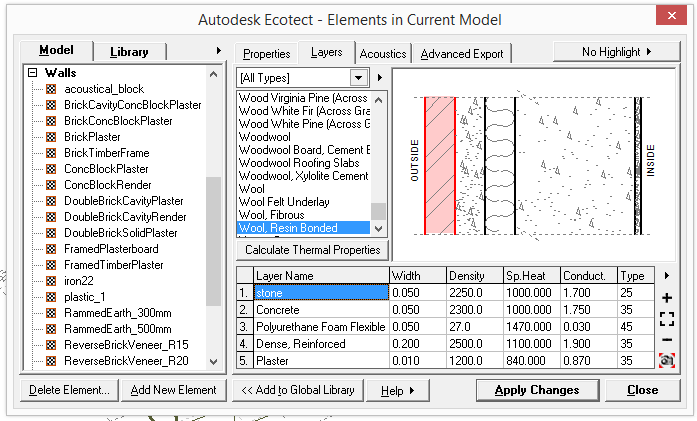 Autodesk Ecotect - Elements in Current Model
Model Library
Walls
acoustical_block
BrickCavityConcBlockPlaster
BrickConcBlockPlaster
BrickPlaster
BrickTimberFrame
ConcBlockPlaster
ConcBlockRender
DoubleBrickCavityPlaster
DoubleBrickCavityRender
DoubleBrickSolidPlaster
FramedPlasterboard
FramedTimberPlaster
iron22
plastic_1
RammedEarth_300mm
RammedEarth_500mm
ReverseBrickVeneer_R15
ReverseBrickVeneer_R20
Delete Element... Add New Element
Properties Layers Acoustics Advanced Export
No Highlight
[All Types]
Wood Virginia Pine (Across
Wood White Fir (Across Gra
Wood White Pine (Across G
Woodwool
Woodwool Board, Cement B
Woodwool Roofing Slabs
Woodwool, Xylolite Cement
Wool
Wool Felt Underlay
Wool, Fibrous
Wool, Resin Bonded
Calculate Thermal Properties
OUTSIDE
INSIDE
Layer Name Width Density Sp.Heat Conduct. Type
1. stone 0.050 2250.0 1000.000 1.700 25
2. Concrete 0.050 2300.0 1000.000 1.750 35
3. Polyurethane Foam Flexible 0.050 27.0 1470.000 0.030 45
4. Dense, Reinforced 0.200 2500.0 1100.000 1.900 35
5. Plaster 0.010 1200.0 840.000 0.870 35
<< Add to Global Library Help Apply Changes Close